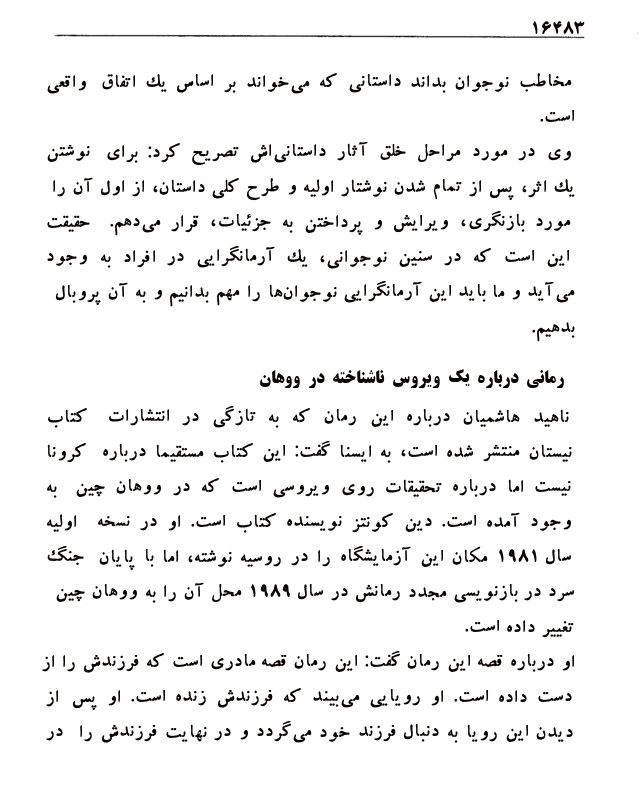 ۱۶۴۸۳
مخاطب نوجوان بداند داستانی که می‌خواند بر اساس یك اتفاق واقعی
است.
وی در مورد مراحل خلق آثار داستانی‌اش تصریح کرد: برای نوشتن
یك اثر، پس از تمام شدن نوشتار اولیه و طرح کلی داستان، از اول آن را
مورد بازنگری، ویرایش و پرداختن به جزئیات، قرار می‌دهم. حقیقت
این است که در سنین نوجوانی، یك آرمانگرایی در افراد به وجود
می‌آید و ما باید این آرمانگرایی نوجوان‌ها را مهم بدانیم و به آن پروبال
بدهیم.
رمانی درباره یک ویروس ناشناخته در ووهان
ناهید هاشمیان درباره این رمان که به تازگی در انتشارات کتاب
نیستان منتشر شده است، به ایسنا گفت: این کتاب مستقیما درباره کرونا
نیست اما درباره تحقیقات روی ویروسی است که در ووهان چین به
وجود آمده است. دین کونتز نویسنده کتاب است. او در نسخه اولیه
سال ۱۹۸۱ مکان این آزمایشگاه را در روسیه نوشته، اما با پایان جنگ
سرد در بازنویسی مجدد رمانش در سال ۱۹۸۹ محل آن را به ووهان چین
تغییر داده است.
او درباره قصه این رمان گفت: این رمان قصه مادری است که فرزندش را از
دست داده است. او رویایی می‌بیند که فرزندش زنده است. او پس از
دیدن این رویا به دنبال فرزند خود می‌گردد و در نهایت فرزندش را در